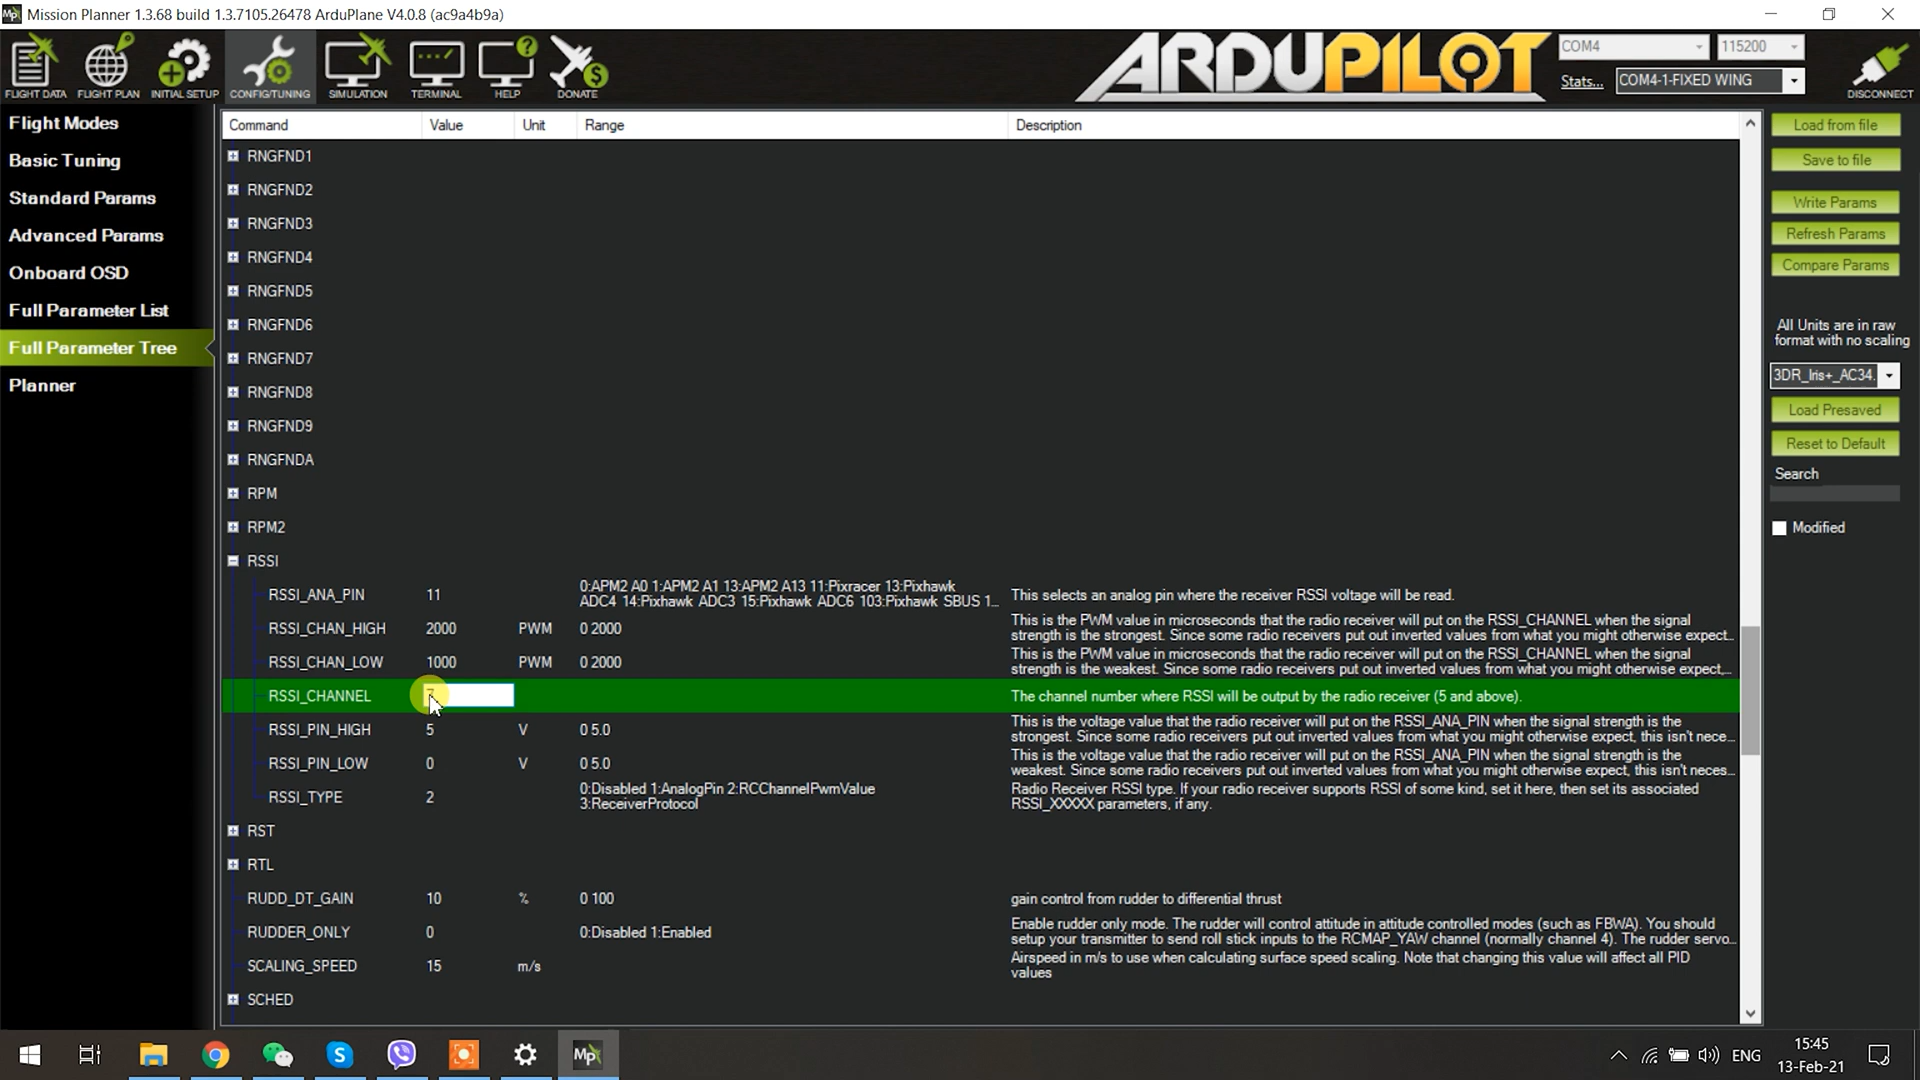 Mission Planner 1.3.68 build 1.3.7105.26478 ArduPlane V4.0.8 (ac9a4b9a)
FLIGHT DATA
FLIGHT PLAN
INITIAL SETUP
CONFIG/TUNING
SIMULATION
TERMINAL
HELP
DONATE
ARDUPILOT
COM4
115200
Stats...
COM4-1-FIXED WING
DISCONNECT
Flight Modes
Basic Tuning
Standard Params
Advanced Params
Onboard OSD
Full Parameter List
Full Parameter Tree
Planner
Command Value Unit Range Description
RNGFND1
RNGFND2
RNGFND3
RNGFND4
RNGFND5
RNGFND6
RNGFND7
RNGFND8
RNGFND9
RNGFNDA
RPM
RPM2
RSSI
RSSI_ANA_PIN 11 0:APM2 A0 1:APM2 A1 13:APM2 A13 11:Pixracer 13:Pixhawk
ADC4 14:Pixhawk ADC3 15:Pixhawk ADC6 103:Pixhawk SBUS 1...
This selects an analog pin where the receiver RSSI voltage will be read.
RSSI_CHAN_HIGH 2000 PWM 0 2000
This is the PWM value in microseconds that the radio receiver will put on the RSSI_CHANNEL when the signal
strength is the strongest. Since some radio receivers put out inverted values from what you might otherwise expect...
RSSI_CHAN_LOW 1000 PWM 0 2000
This is the PWM value in microseconds that the radio receiver will put on the RSSI_CHANNEL when the signal
strength is the weakest. Since some radio receivers put out inverted values from what you might otherwise expect,...
RSSI_CHANNEL The channel number where RSSI will be output by the radio receiver (5 and above).
RSSI_PIN_HIGH 5 V 0 5.0
This is the voltage value that the radio receiver will put on the RSSI_ANA_PIN when the signal strength is the
strongest. Since some radio receivers put out inverted values from what you might otherwise expect, this isn't nece...
RSSI_PIN_LOW 0 V 0 5.0
This is the voltage value that the radio receiver will put on the RSSI_ANA_PIN when the signal strength is the
weakest. Since some radio receivers put out inverted values from what you might otherwise expect, this isn't neces...
RSSI_TYPE 2 0:Disabled 1:AnalogPin 2:RCChannelPwmValue
3:ReceiverProtocol
Radio Receiver RSSI type. If your radio receiver supports RSSI of some kind, set it here, then set its associated
RSSI_XXXXX parameters, if any.
RST
RTL
RUDD_DT_GAIN 10 % 0 100 gain control from rudder to differential thrust
RUDDER_ONLY 0 0:Disabled 1:Enabled
Enable rudder only mode. The rudder will control attitude in attitude controlled modes (such as FBWA). You should
setup your transmitter to send roll stick inputs to the RCMAP_YAW channel (normally channel 4). The rudder servo...
SCALING_SPEED 15 m/s
Airspeed in m/s to use when calculating surface speed scaling. Note that changing this value will affect all PID
values
SCHED
Load from file
Save to file
Write Params
Refresh Params
Compare Params
All Units are in raw
format with no scaling
3DR_Iris+_AC34.
Load Presaved
Reset to Default
Search
Modified
ENG
15:45
13-Feb-21